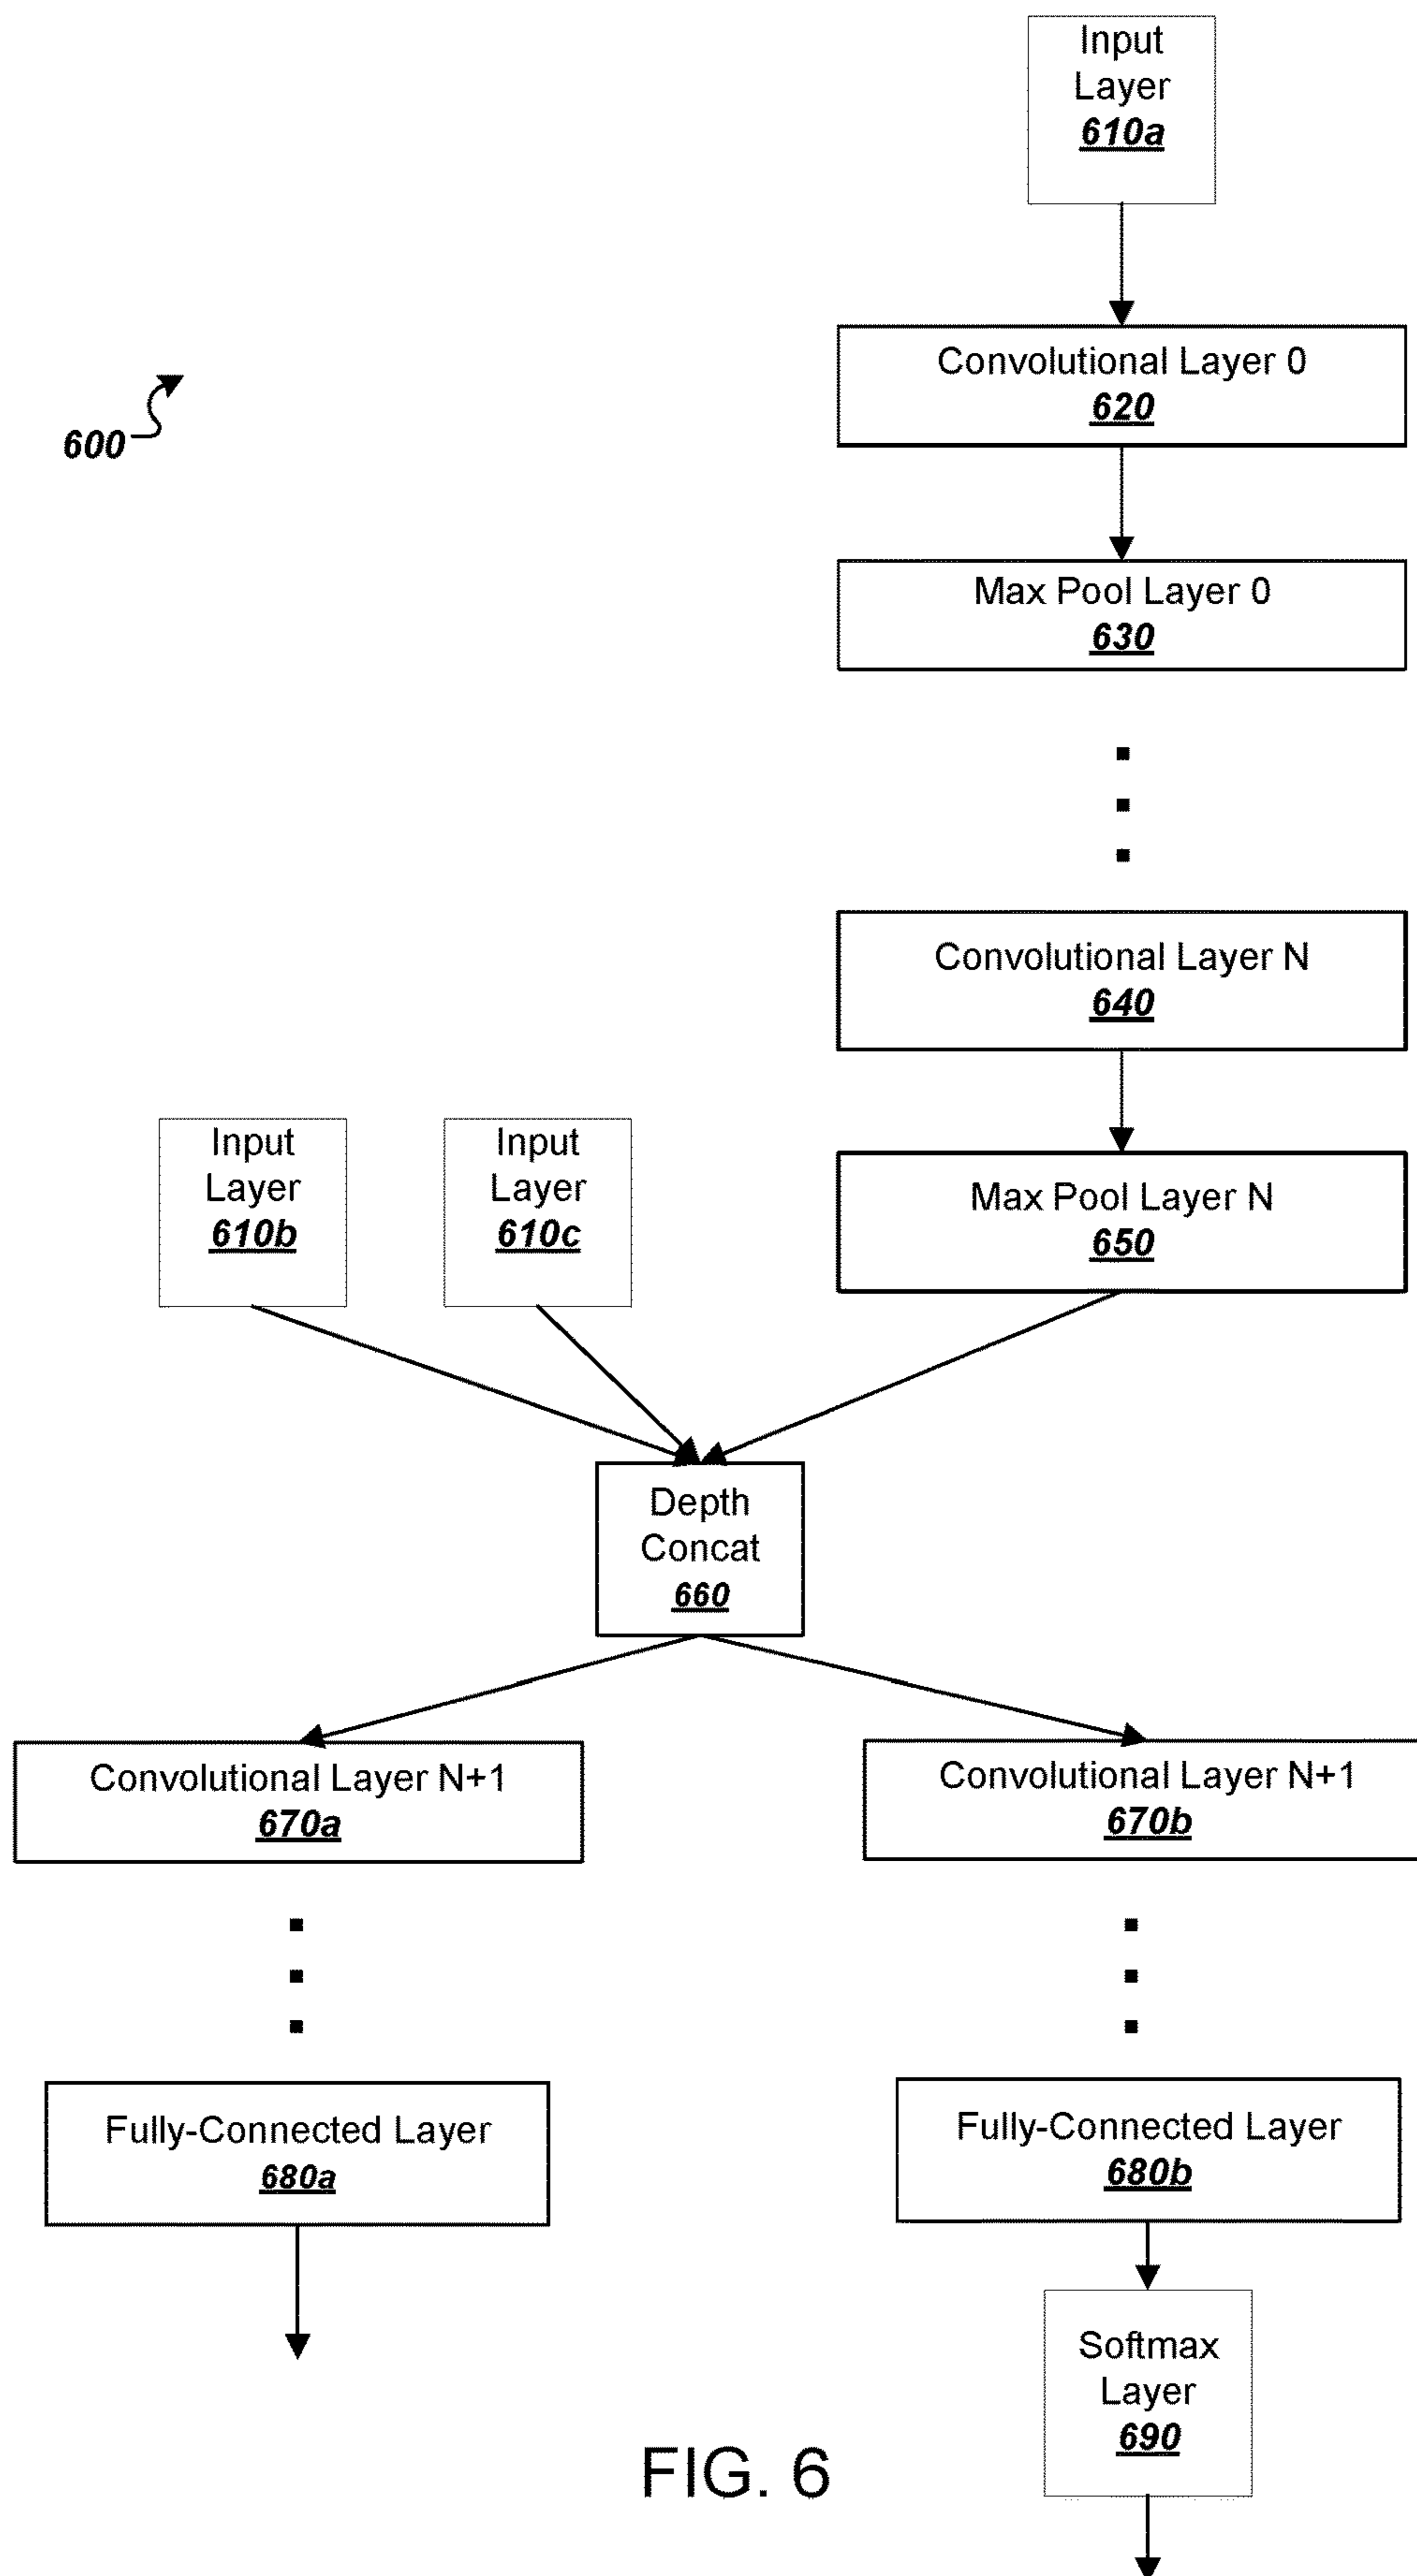 Input
Layer
610a
Convolutional Layer 0
620
600
Max Pool Layer 0
630
Convolutional Layer N
640
Input
Layer
610b
Input
Layer
610c
Max Pool Layer N
650
Depth
Concat
660
Convolutional Layer N+1
670a
Convolutional Layer N+1
670b
Fully-Connected Layer
680a
Fully-Connected Layer
680b
Softmax
Layer
690
FIG. 6